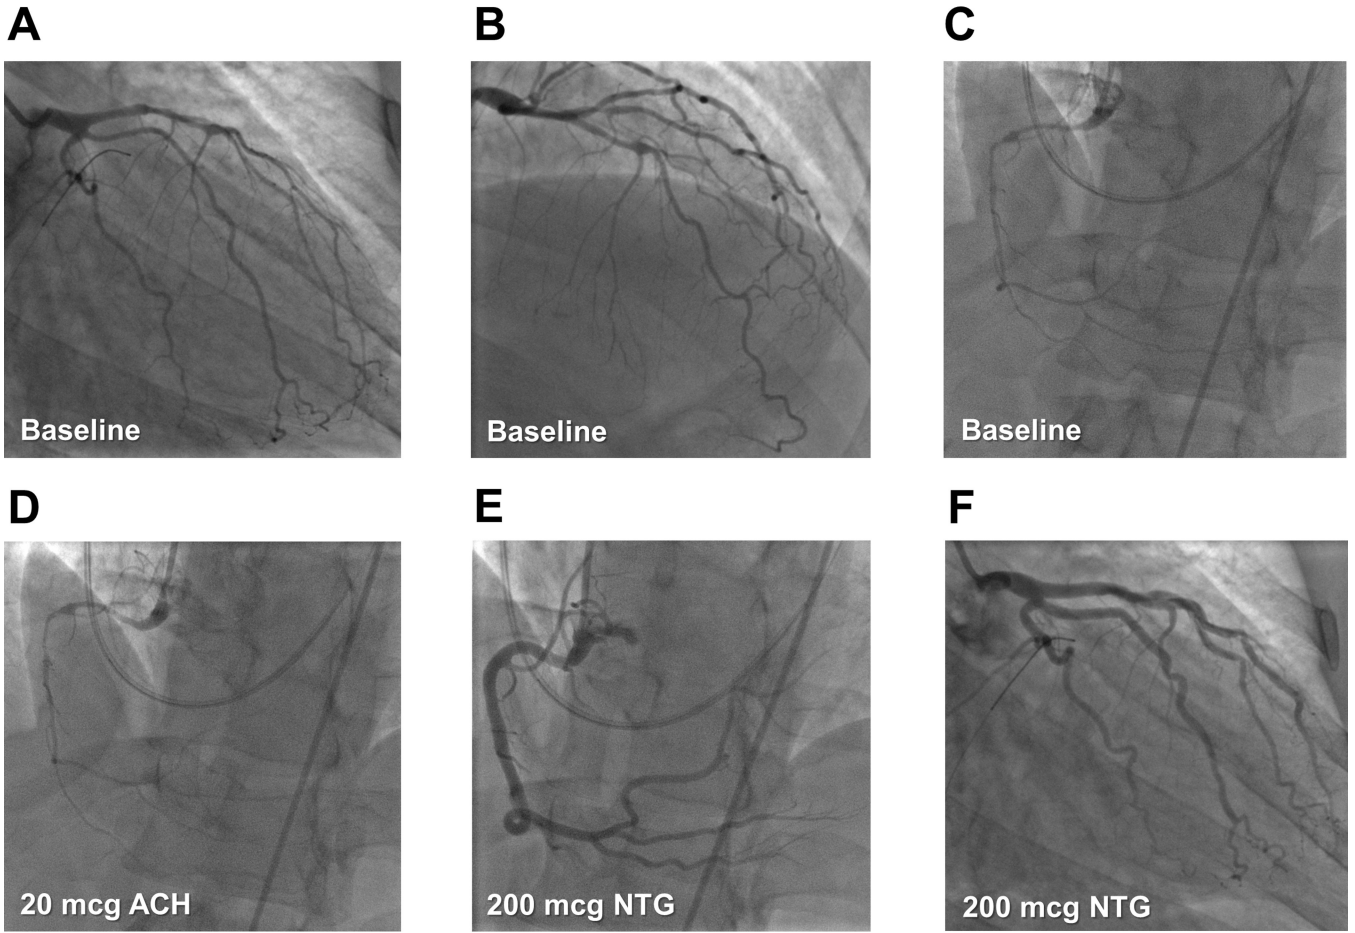 A
B
C
Baseline
Baseline
Baseline
D
E
F
20 mcg ACH
200 mcg NTG
200 mcg NTG